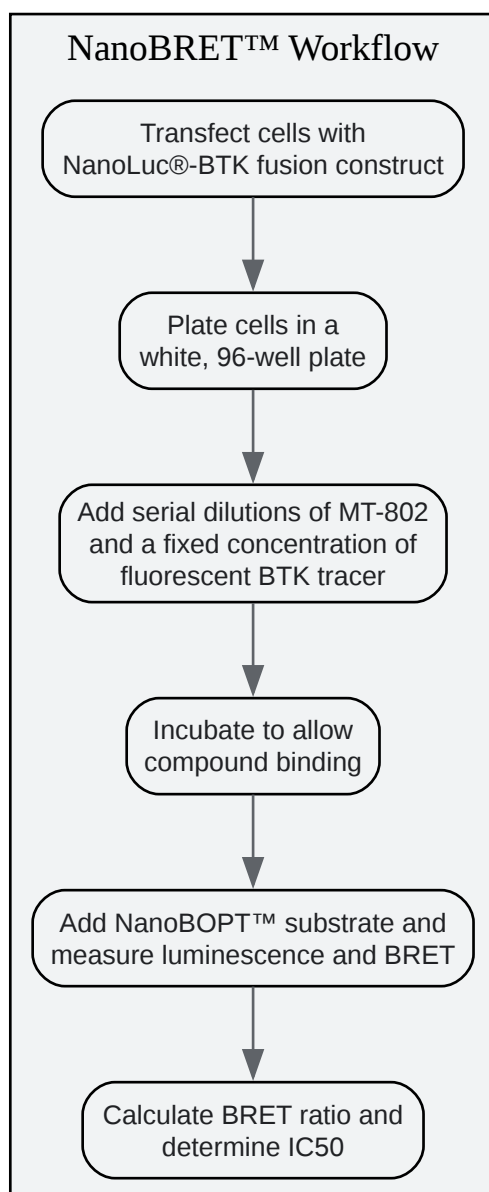 NanoBRET™ Workflow
Transfect cells with
NanoLuc®-BTK fusion construct
Plate cells in a
white, 96-well plate
Add serial dilutions of MT-802
and a fixed concentration of
fluorescent BTK tracer
Incubate to allow
compound binding
Add NanoBOPT™ substrate and
measure luminescence and BRET
Calculate BRET ratio and
determine IC50